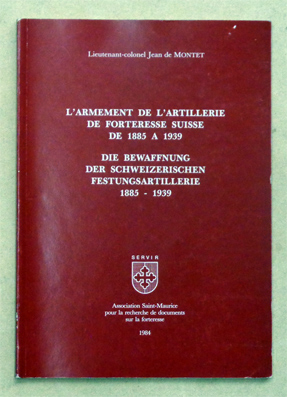 Lieutenant-colonel Jean de MONTET
L'ARMEMENT DE L'ARTILLERIE
DE FORTERESSE SUISSE
DE 1885 A 1939
DIE BEWAFFNUNG
DER SCHWEIZERISCHEN
FESTUNGSARTILLERIE
1885 - 1939
SERVIR
Association Saint-Maurice
pour la recherche de documents
sur la forteresse
1984